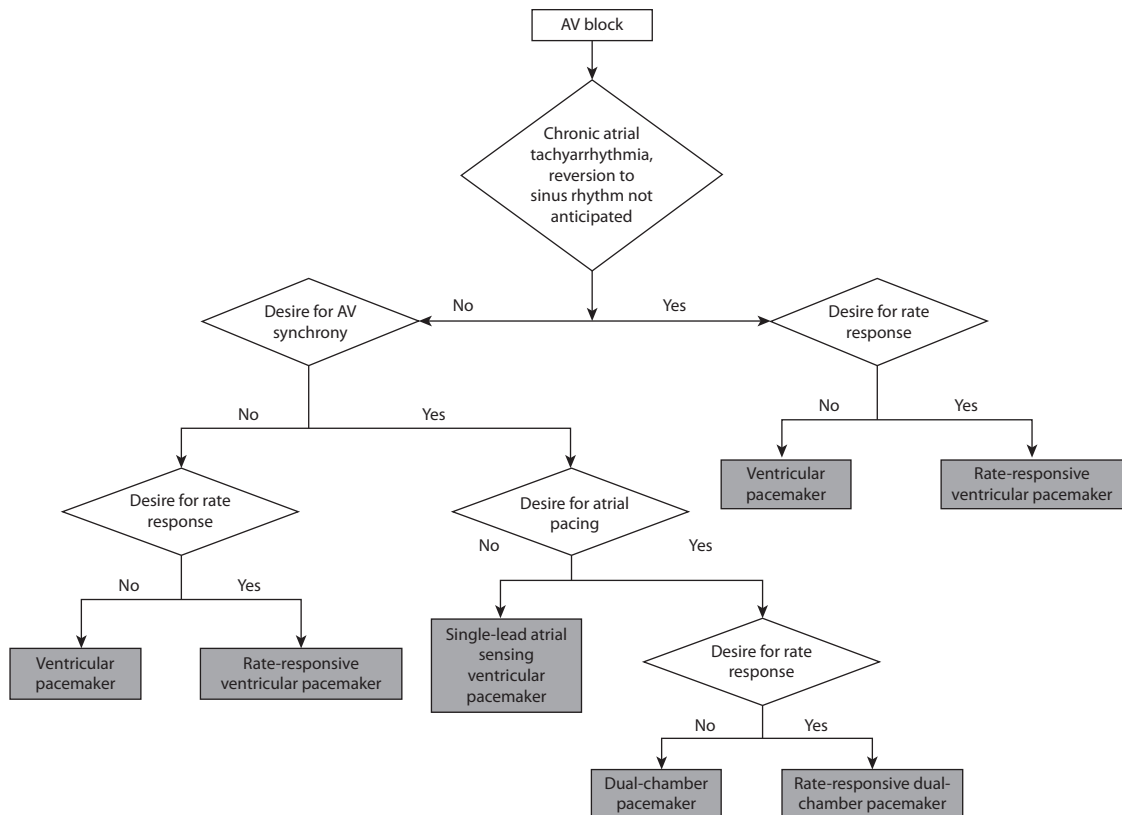 AV block
Chronic atrial
tachyarrhythmia,
reversion to
sinus rhythm not
anticipated
No
Yes
Desire for AV
synchrony
Desire for rate
response
No
Yes
No
Yes
Ventricular
pacemaker
Rate-responsive
ventricular pacemaker
Desire for rate
response
Desire for atrial
pacing
No
Yes
No
Yes
Ventricular
pacemaker
Rate-responsive
ventricular pacemaker
Single-lead atrial
sensing
ventricular
pacemaker
Desire for rate
response
No
Yes
Dual-chamber
pacemaker
Rate-responsive dual-
chamber pacemaker